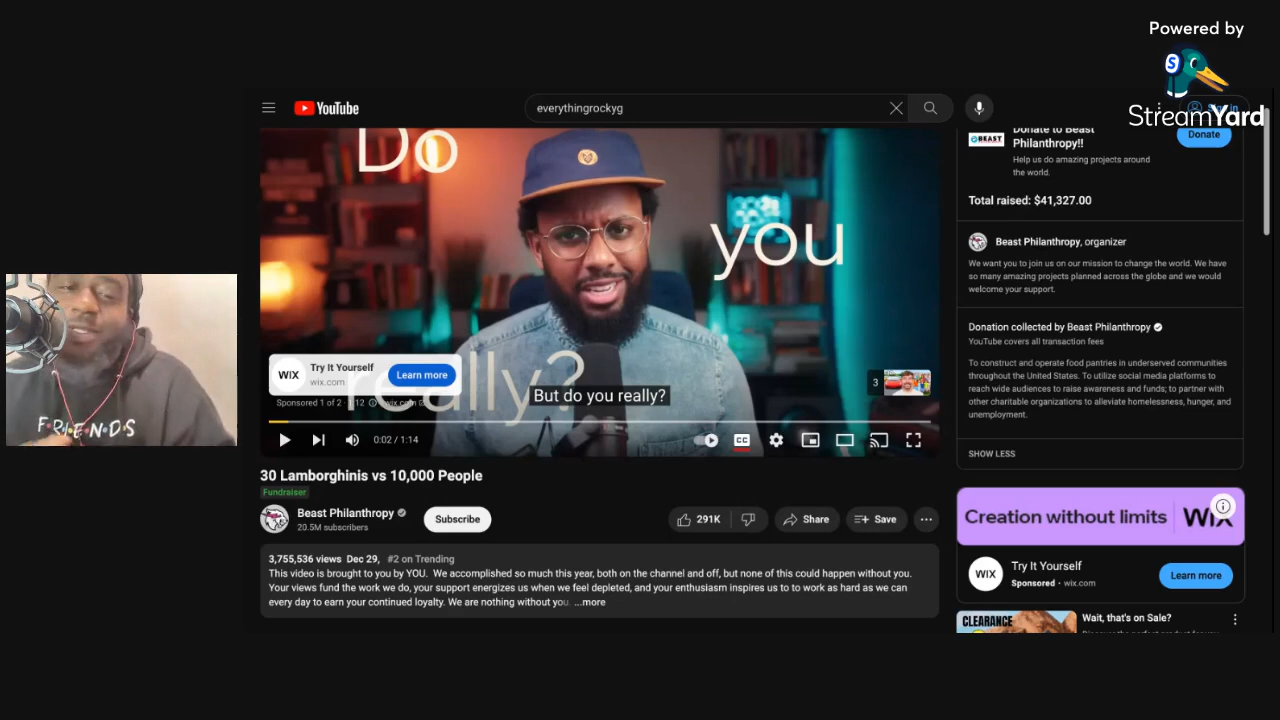 Powered by
S
StreamYard
YouTube
everythingrockyg
Do
you
really?
But do you really?
WIX
Try It Yourself
wix.com
Learn more
Sponsored 1 of 2 · 1:12
wix.com
3
0:02 / 1:14
CC
30 Lamborghinis vs 10,000 People
Fundraiser
Beast Philanthropy
20.5M subscribers
Subscribe
291K
Share
Save
3,755,536 views Dec 29, #2 on Trending
This video is brought to you by YOU. We accomplished so much this year, both on the channel and off, but none of this could happen without you.
Your views fund the work we do, your support energizes us when we feel depleted, and your enthusiasm inspires us to to work as hard as we can
every day to earn your continued loyalty. We are nothing without you. ...more
F·R·I·E·N·D·S
BEAST
Donate to Beast
Philanthropy!!
Help us do amazing projects around
the world.
Donate
Total raised: $41,327.00
Beast Philanthropy, organizer
We want you to join us on our mission to change the world. We have
so many amazing projects planned across the globe and we would
welcome your support.
Donation collected by Beast Philanthropy
YouTube covers all transaction fees
To construct and operate food pantries in underserved communities
throughout the United States. To utilize social media platforms to
reach wide audiences to raise awareness and funds; to partner with
other charitable organizations to alleviate homelessness, hunger, and
unemployment.
SHOW LESS
Creation without limits
WIX
WIX
Try It Yourself
Sponsored · wix.com
Learn more
CLEARANCE
Wait, that's on Sale?